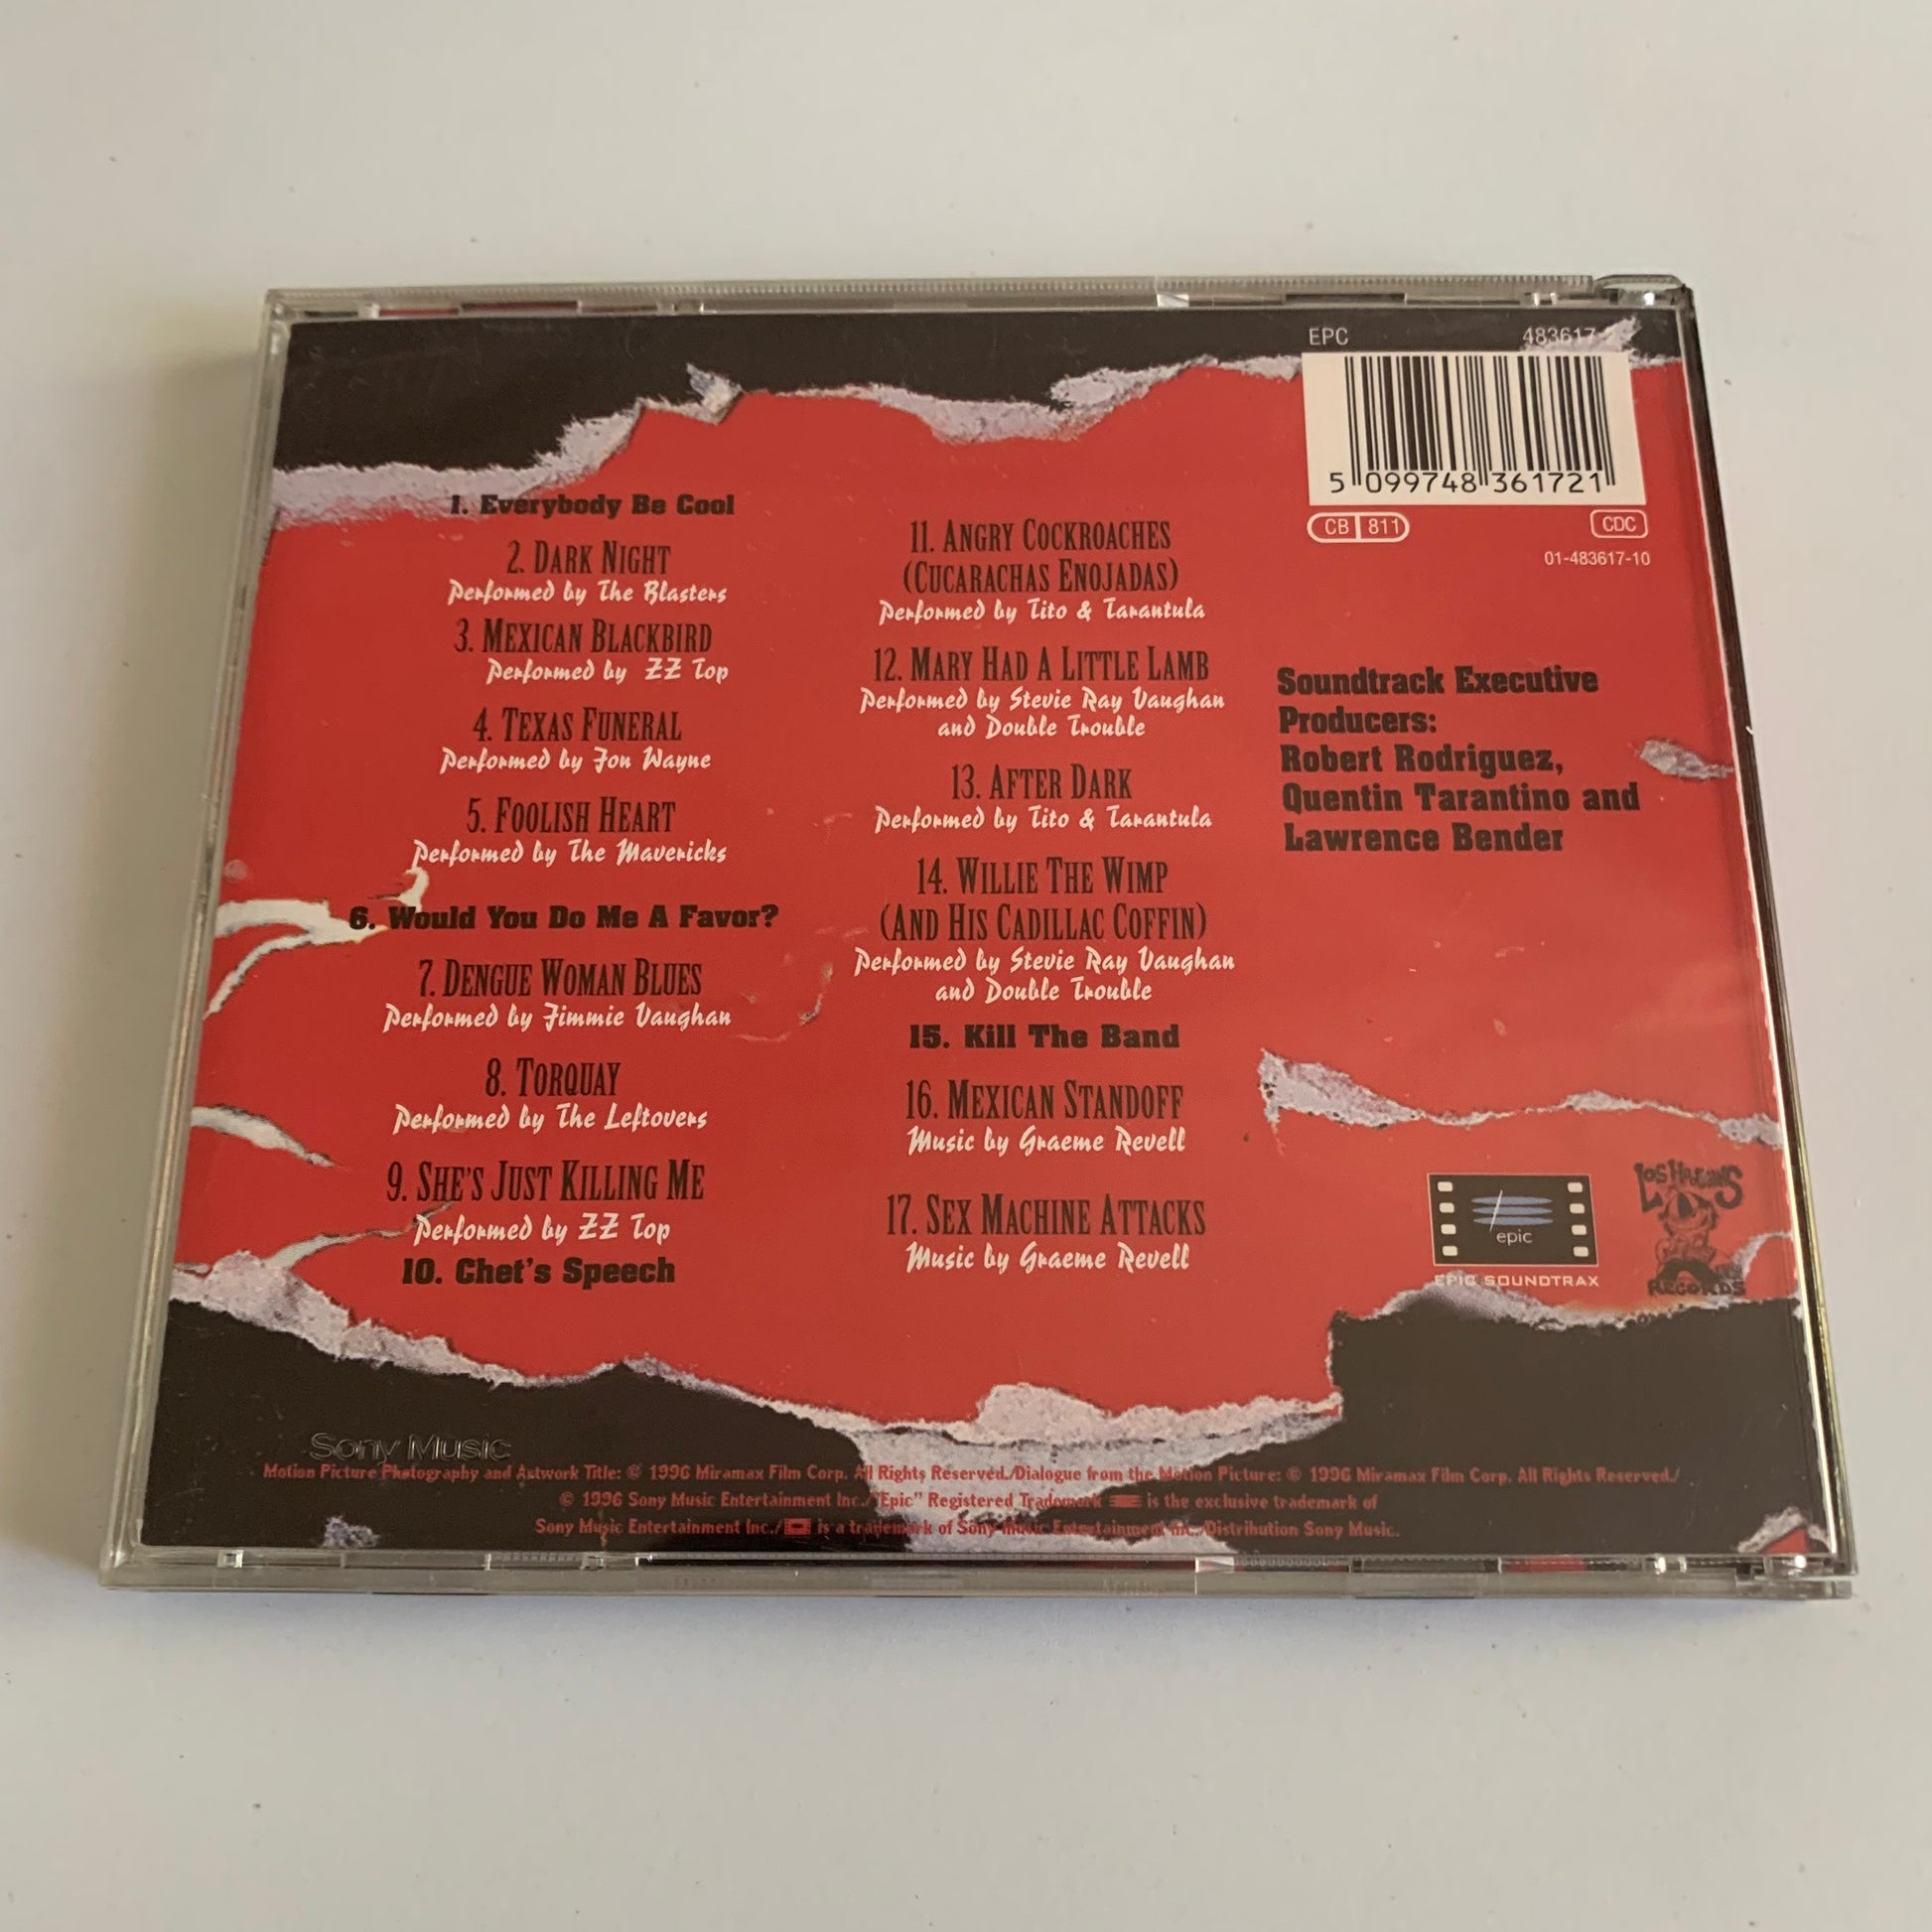 EPC 483617
5 099748 361721
CB 811
CDC
01-483617-10
1. Everybody Be Cool
2. DARK NIGHT
Performed by The Blasters
3. MEXICAN BLACKBIRD
Performed by ZZ Top
4. TEXAS FUNERAL
Performed by Jon Wayne
5. FOOLISH HEART
Performed by The Mavericks
6. Would You Do Me A Favor?
7. DENGUE WOMAN BLUES
Performed by Jimmie Vaughan
8. TORQUAY
Performed by The Leftovers
9. SHE'S JUST KILLING ME
Performed by ZZ Top
10. Chet's Speech
11. ANGRY COCKROACHES
(CUCARACHAS ENOJADAS)
Performed by Tito & Tarantula
12. MARY HAD A LITTLE LAMB
Performed by Stevie Ray Vaughan
and Double Trouble
13. AFTER DARK
Performed by Tito & Tarantula
14. WILLIE THE WIMP
(AND HIS CADILLAC COFFIN)
Performed by Stevie Ray Vaughan
and Double Trouble
15. Kill The Band
16. MEXICAN STANDOFF
Music by Graeme Revell
17. SEX MACHINE ATTACKS
Music by Graeme Revell
Soundtrack Executive
Producers:
Robert Rodriguez,
Quentin Tarantino and
Lawrence Bender
epic
EPIC SOUNDTRAX
LOS HOOLIGANS
RECORDS
Sony Music
Motion Picture Photography and Artwork Title: © 1996 Miramax Film Corp. All Rights Reserved./Dialogue from the Motion Picture: © 1996 Miramax Film Corp. All Rights Reserved./
© 1996 Sony Music Entertainment Inc./"Epic" Registered Trademark is the exclusive trademark of
Sony Music Entertainment Inc./ is a trademark of Sony Music Entertainment Inc./Distribution Sony Music.